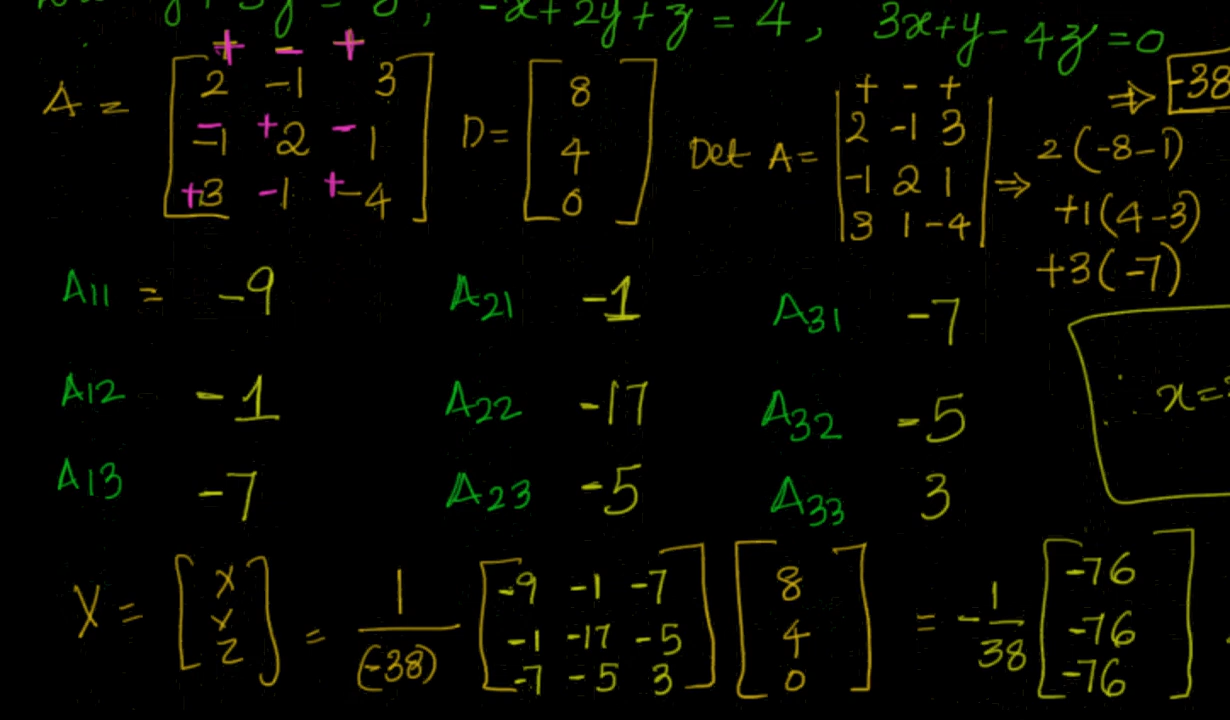 -x+2y+z = 4, 3x+y-4z=0
+ - +
A = [ 2 -1 3 ] D= [ 8 ] Det A= | + - + | ⇒ -38
[ - -1 + 2 - 1 ] [ 4 ] | 2 -1 3 | 2(-8-1)
[ +3 -1 +-4 ] [ 0 ] | -1 2 1 | ⇒ +1(4-3)
| 3 1 -4 | +3(-7)
A11 = -9 A21 -1 A31 -7
A12 -1 A22 -17 A32 -5
x=
A13 -7 A23 -5 A33 3
X = [ x ] = 1/(-38) [ -9 -1 -7 ] [ 8 ] = -1/38 [ -76 ]
[ y ] [ -1 -17 -5 ] [ 4 ] [ -76 ]
[ z ] [ -7 -5 3 ] [ 0 ] [ -76 ]